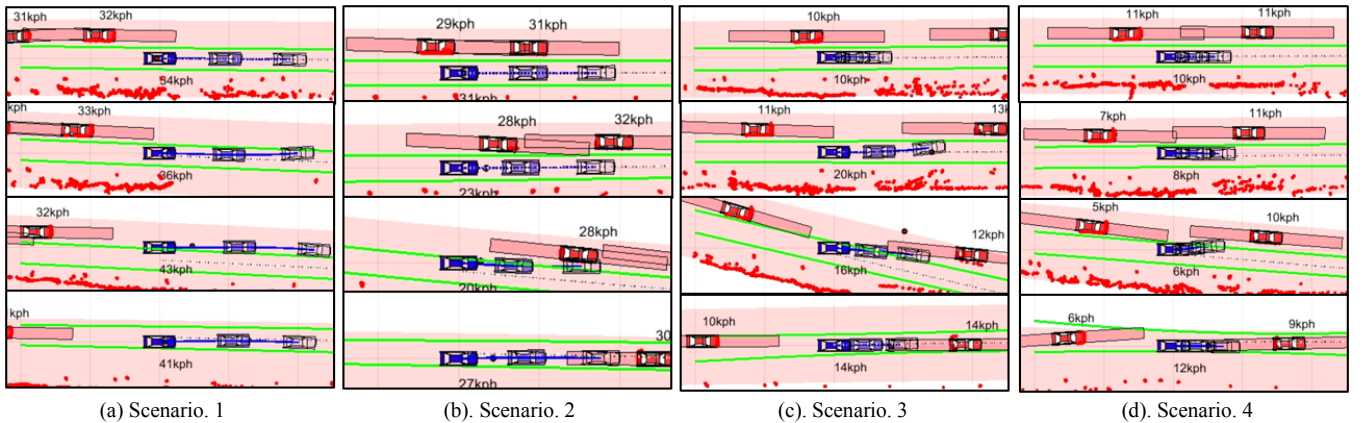 31kph 32kph
34kph
33kph
36kph
32kph
43kph
kph
41kph
(a) Scenario. 1
29kph 31kph
31kph
28kph 32kph
23kph
28kph
20kph
30
27kph
(b). Scenario. 2
10kph
10kph
11kph 13k
20kph
12kph
16kph
10kph 14kph
14kph
(c). Scenario. 3
11kph 11kph
10kph
7kph 11kph
8kph
5kph 10kph
6kph
6kph 9kph
12kph
(d). Scenario. 4